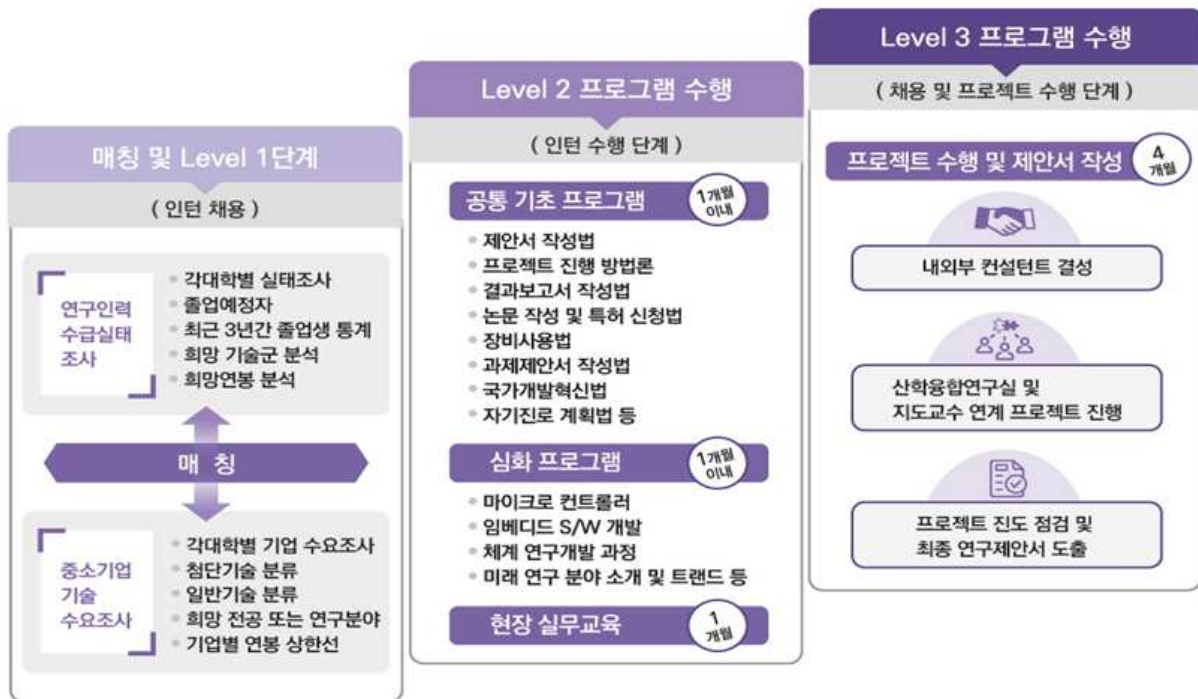 매칭 및 Level 1단계
( 인턴 채용 )
연구인력
수급실태
조사
각대학별 실태조사
졸업예정자
최근 3년간 졸업생 통계
희망 기술군 분석
희망연봉 분석
매 칭
중소기업
기술
수요조사
각대학별 기업 수요조사
첨단기술 분류
일반기술 분류
희망 전공 또는 연구분야
기업별 연봉 상한선
Level 2 프로그램 수행
( 인턴 수행 단계 )
공통 기초 프로그램
1개월
이내
제안서 작성법
프로젝트 진행 방법론
결과보고서 작성법
논문 작성 및 특허 신청법
장비사용법
과제제안서 작성법
국가개발혁신법
자기진로 계획법 등
심화 프로그램
1개월
이내
마이크로 컨트롤러
임베디드 S/W 개발
체계 연구개발 과정
미래 연구 분야 소개 및 트랜드 등
현장 실무교육
1
개월
Level 3 프로그램 수행
( 채용 및 프로젝트 수행 단계 )
프로젝트 수행 및 제안서 작성
4
개월
내외부 컨설턴트 결성
산학융합연구실 및
지도교수 연계 프로젝트 진행
프로젝트 진도 점검 및
최종 연구제안서 도출